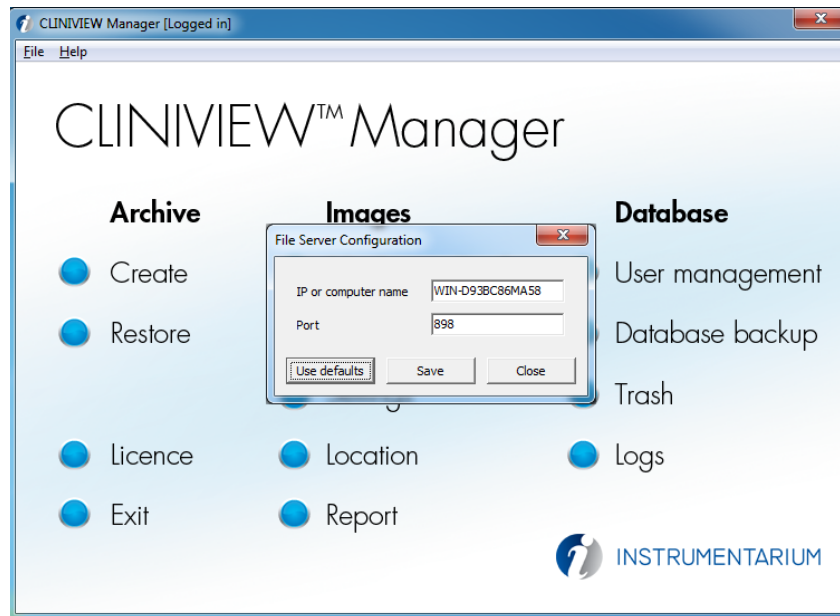 CLINIVIEW Manager [Logged in]
File Help
CLINIVIEW™ Manager
Archive
Create
Restore
Licence
Exit
Images
Location
Report
Database
User management
Database backup
Trash
Logs
File Server Configuration
IP or computer name WIN-D93BC86MA58
Port 898
Use defaults Save Close
INSTRUMENTARIUM